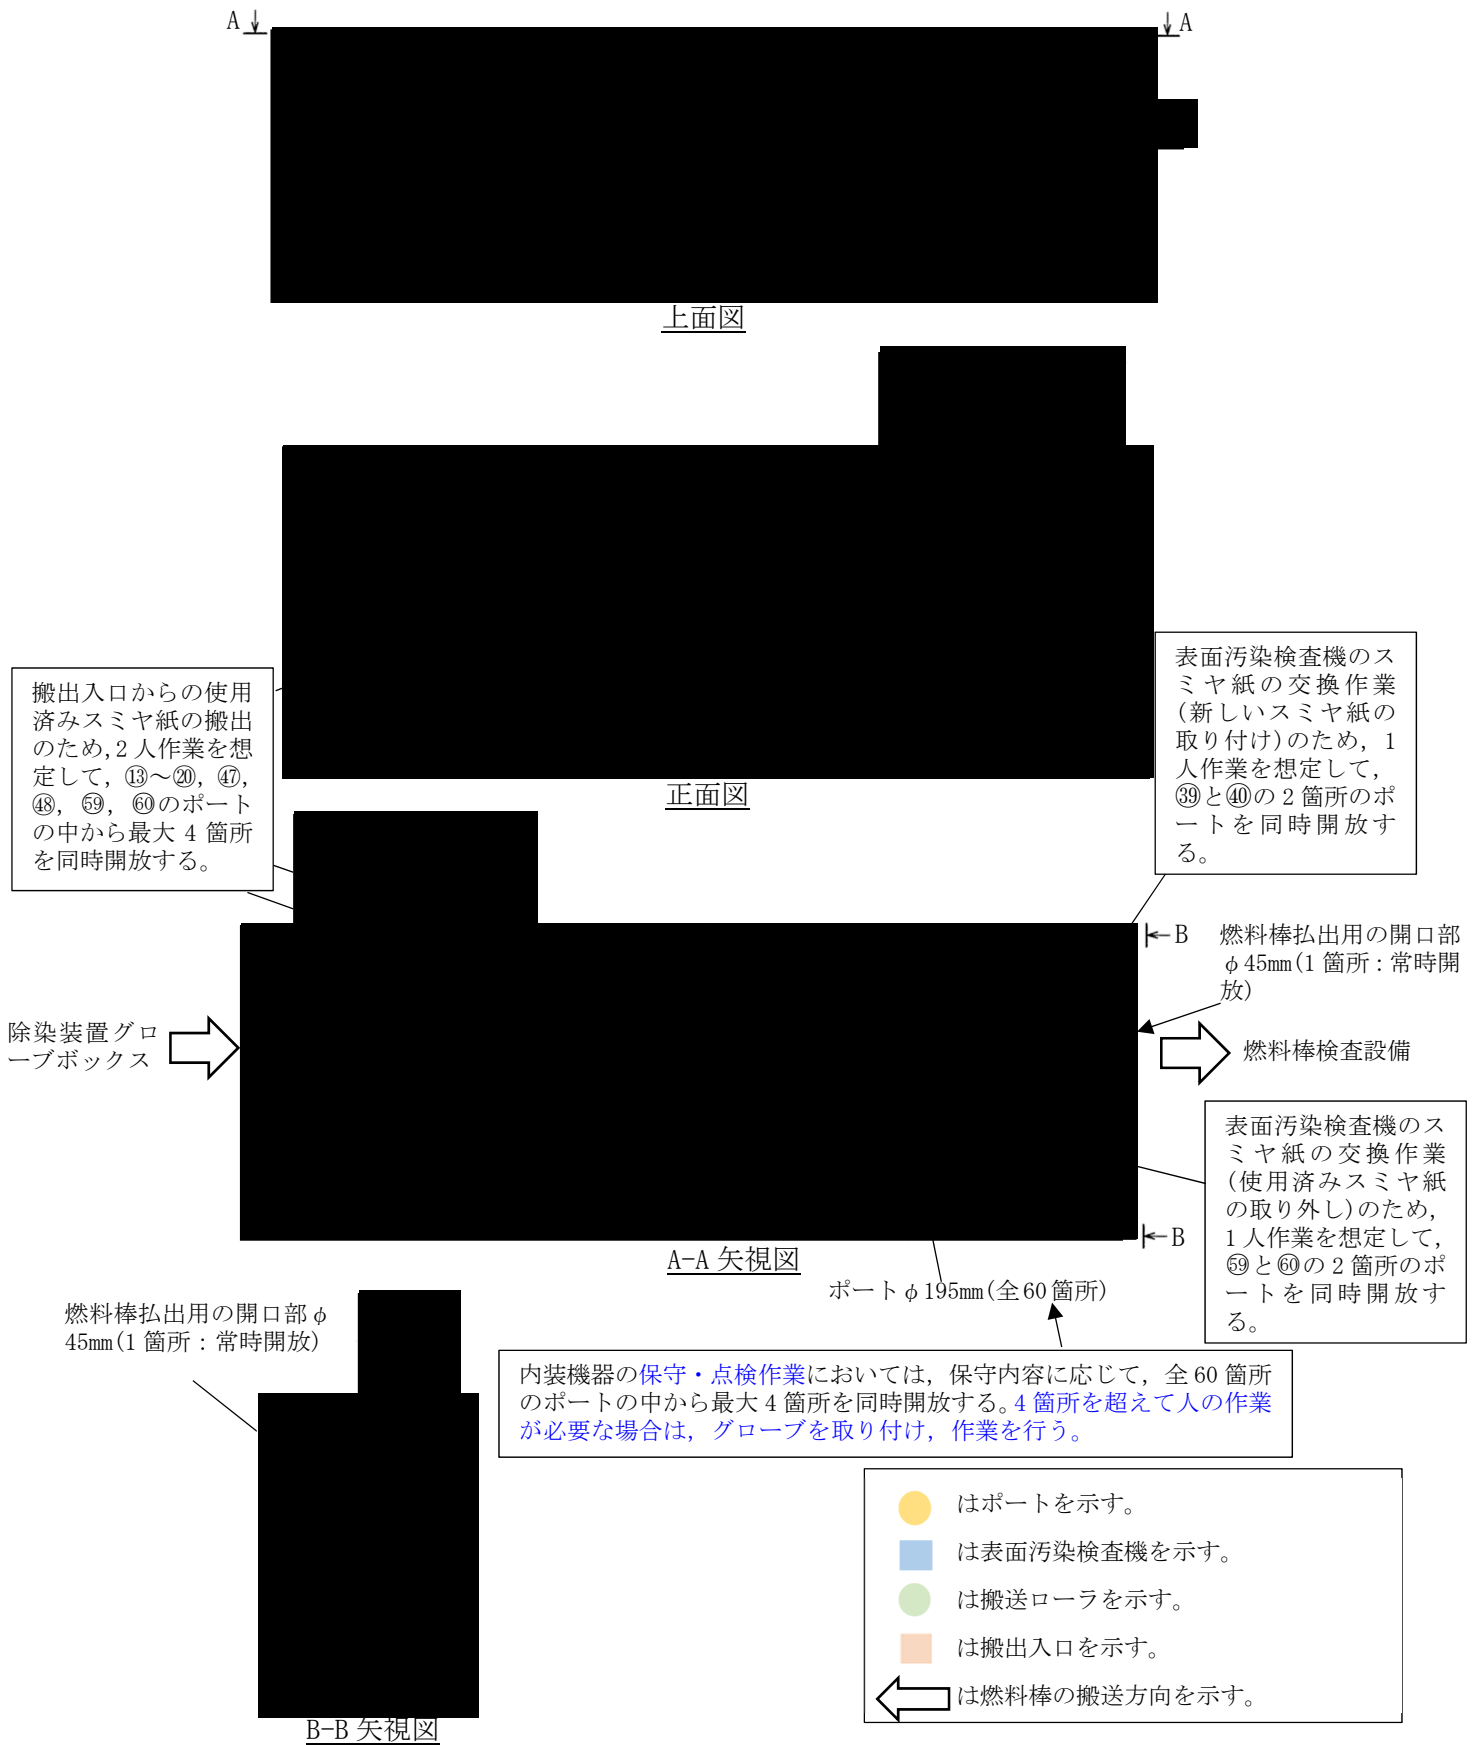 A
A
上面図
正面図
搬出入口からの使用
済みスミヤ紙の搬出
のため,2人作業を想
定して，⑬～⑳，㊼，
㊽，59，60のポート
の中から最大 4 箇所
を同時開放する。
表面汚染検査機のス
ミヤ紙の交換作業
(新しいスミヤ紙の
取り付け)のため，1
人作業を想定して，
㊴と㊵の 2 箇所のポ
ートを同時開放す
る。
B
燃料棒払出用の開口部
φ45mm(1 箇所：常時開
放)
除染装置グロ
ーブボックス
燃料棒検査設備
表面汚染検査機のス
ミヤ紙の交換作業
(使用済みスミヤ紙
の取り外し)のため，
1 人作業を想定して，
59と60の 2 箇所のポ
ートを同時開放す
る。
B
A-A 矢視図
ポートφ195mm(全60箇所)
燃料棒払出用の開口部φ
45mm(1 箇所：常時開放)
内装機器の保守・点検作業においては，保守内容に応じて，全 60 箇所
のポートの中から最大 4 箇所を同時開放する。4 箇所を超えて人の作業
が必要な場合は，グローブを取り付け，作業を行う。
はポートを示す。
は表面汚染検査機を示す。
は搬送ローラを示す。
は搬出入口を示す。
は燃料棒の搬送方向を示す。
B-B 矢視図